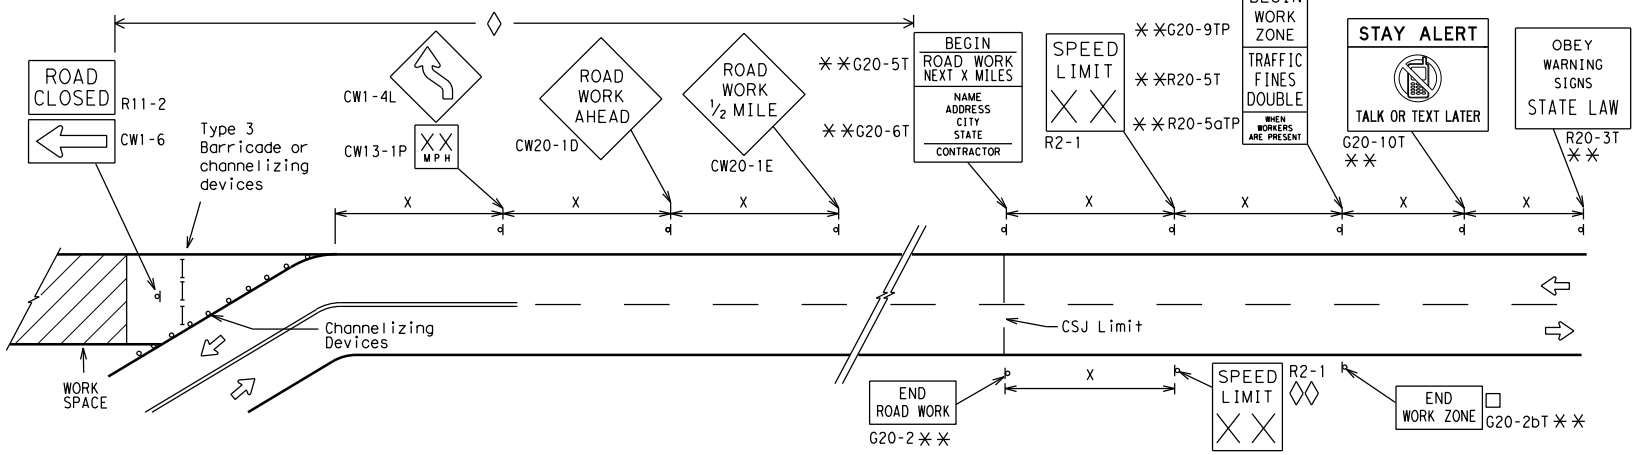 ROAD
CLOSED
R11-2
CW1-6
Type 3
Barricade or
channelizing
devices
CW1-4L
XX
MPH
CW13-1P
ROAD
WORK
AHEAD
CW20-1D
ROAD
WORK
1/2 MILE
CW20-1E
**G20-5T
BEGIN
ROAD WORK
NEXT X MILES
**G20-6T
NAME
ADDRESS
CITY
STATE
CONTRACTOR
SPEED
LIMIT
XX
R2-1
**G20-9TP
BEGIN
WORK
ZONE
**R20-5T
TRAFFIC
FINES
DOUBLE
**R20-5aTP
WHEN
WORKERS
ARE PRESENT
STAY ALERT
TALK OR TEXT LATER
G20-10T
**
OBEY
WARNING
SIGNS
STATE LAW
R20-3T
**
X
X
X
X
X
X
X
Channelizing
Devices
CSJ Limit
WORK
SPACE
END
ROAD WORK
G20-2**
X
SPEED
LIMIT
XX
R2-1
END
WORK ZONE
G20-2bT **